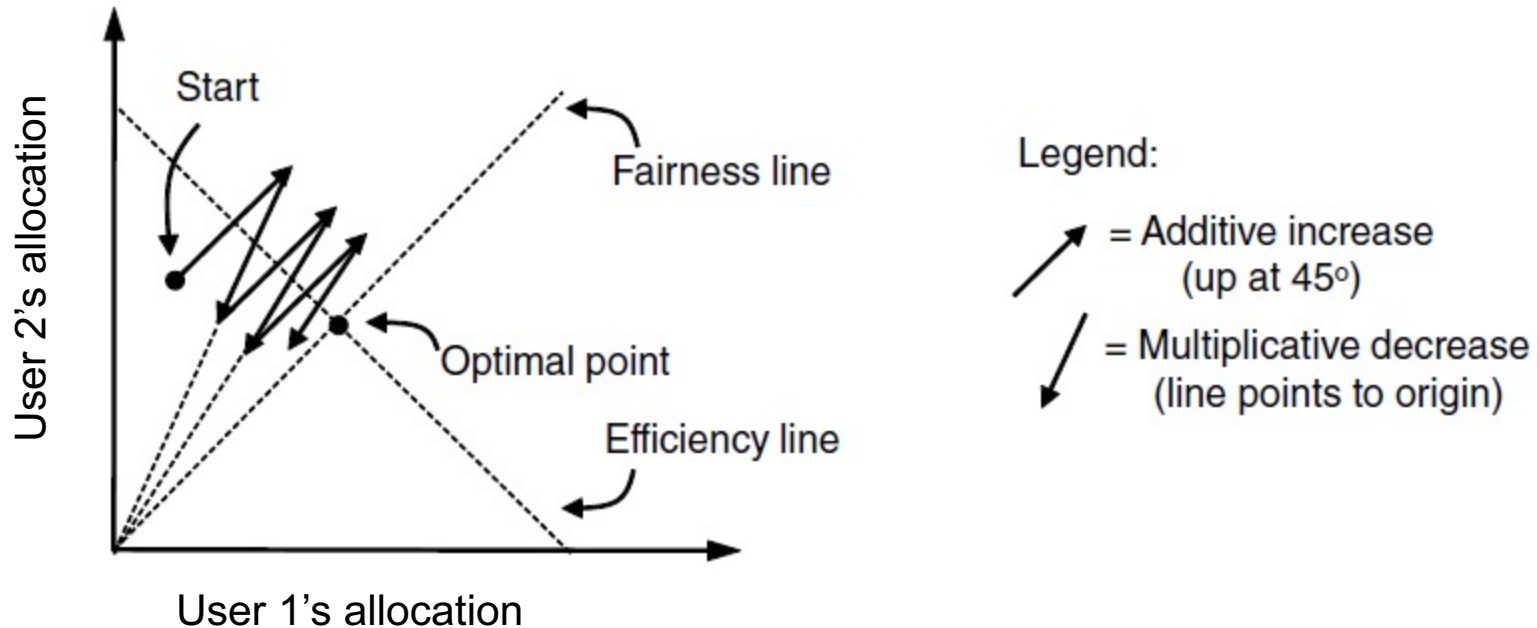 User 2’s allocation
Start
Fairness line
Optimal point
Efficiency line
User 1’s allocation
Legend:
= Additive increase
(up at 45º)
= Multiplicative decrease
(line points to origin)